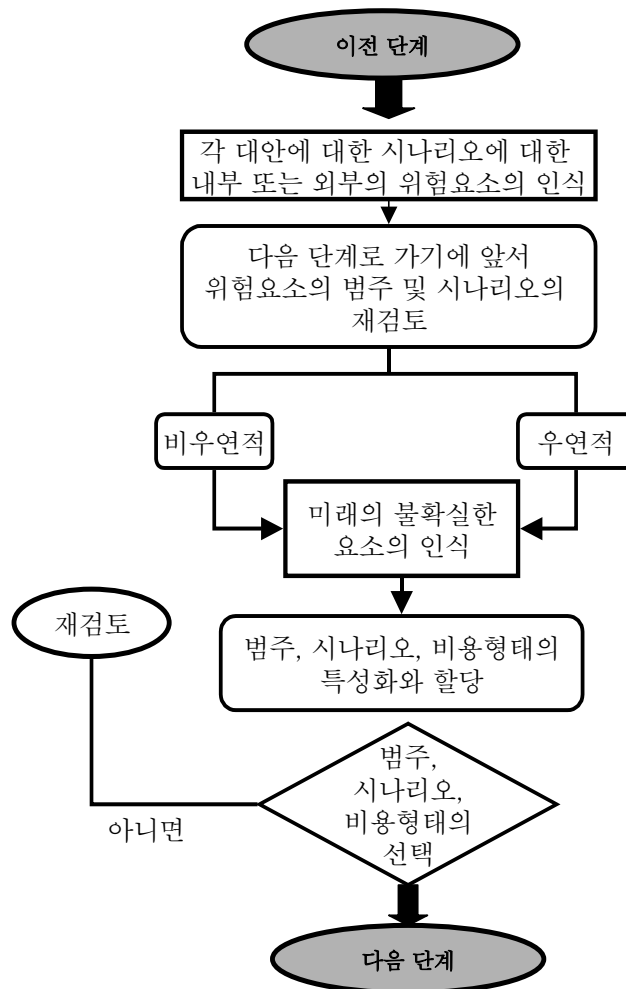 이전 단계
각 대안에 대한 시나리오에 대한
내부 또는 외부의 위험요소의 인식
다음 단계로 가기에 앞서
위험요소의 범주 및 시나리오의
재검토
비우연적
우연적
미래의 불확실한
요소의 인식
재검토
범주, 시나리오, 비용형태의
특성화와 할당
범주,
시나리오,
비용형태의
선택
아니면
다음 단계